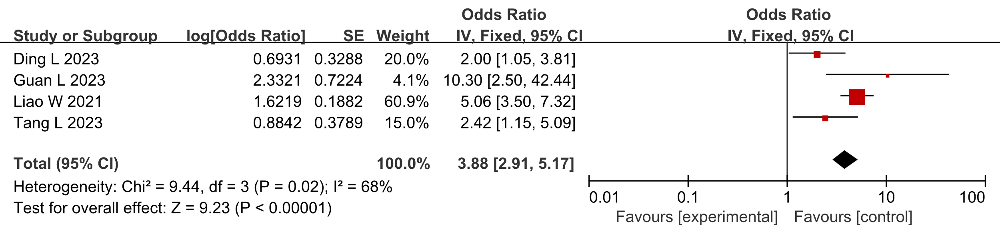 Odds Ratio Odds Ratio
Study or Subgroup log[Odds Ratio] SE Weight IV, Fixed, 95% CI IV, Fixed, 95% CI
Ding L 2023 0.6931 0.3288 20.0% 2.00 [1.05, 3.81]
Guan L 2023 2.3321 0.7224 4.1% 10.30 [2.50, 42.44]
Liao W 2021 1.6219 0.1882 60.9% 5.06 [3.50, 7.32]
Tang L 2023 0.8842 0.3789 15.0% 2.42 [1.15, 5.09]
Total (95% CI) 100.0% 3.88 [2.91, 5.17]
Heterogeneity: Chi² = 9.44, df = 3 (P = 0.02); I² = 68%
Test for overall effect: Z = 9.23 (P < 0.00001)
0.01 0.1 1 10 100
Favours [experimental] Favours [control]